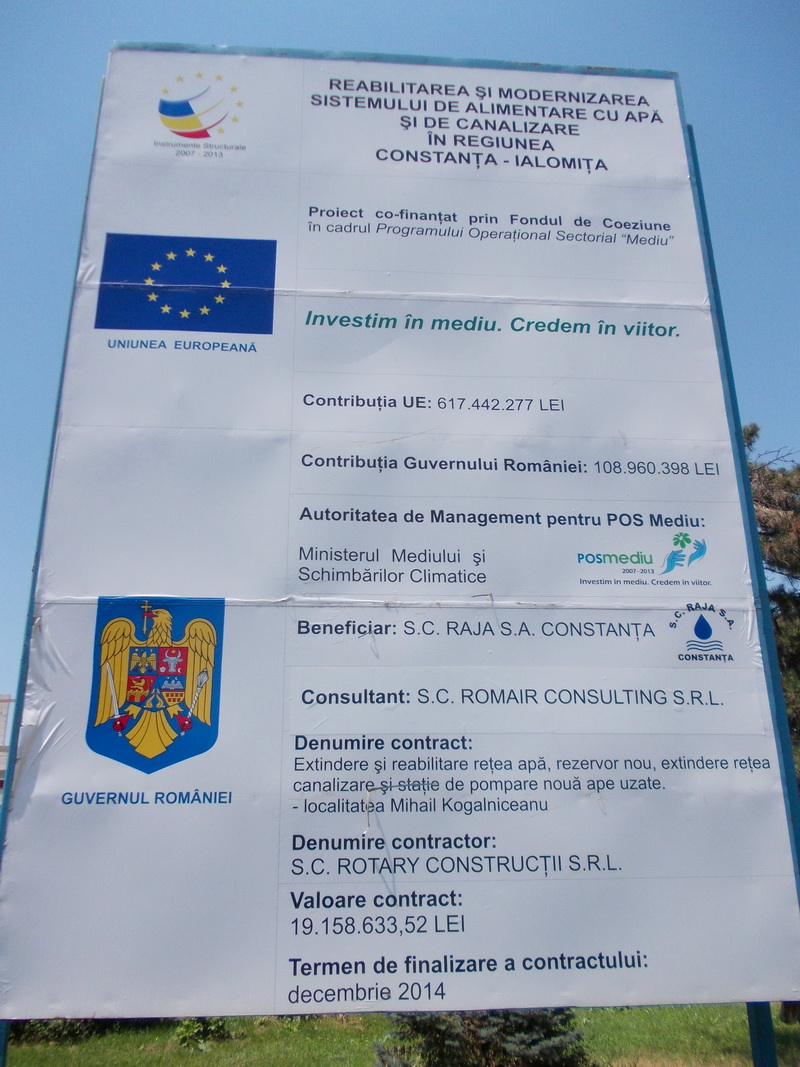 Instrumente Structurale
2007 - 2013
REABILITAREA ŞI MODERNIZAREA
SISTEMULUI DE ALIMENTARE CU APĂ
ŞI DE CANALIZARE
ÎN REGIUNEA
CONSTANŢA - IALOMIŢA
Proiect co-finanţat prin Fondul de Coeziune
în cadrul Programului Operaţional Sectorial “Mediu”
UNIUNEA EUROPEANĂ
Investim în mediu. Credem în viitor.
Contribuţia UE: 617.442.277 LEI
Contribuţia Guvernului României: 108.960.398 LEI
Autoritatea de Management pentru POS Mediu:
Ministerul Mediului şi
Schimbărilor Climatice
POSmediu
2007-2013
Investim în mediu. Credem în viitor.
Beneficiar: S.C. RAJA S.A. CONSTANŢA
S.C. RAJA S.A.
CONSTANŢA
Consultant: S.C. ROMAIR CONSULTING S.R.L.
GUVERNUL ROMÂNIEI
Denumire contract:
Extindere şi reabilitare reţea apă, rezervor nou, extindere reţea
canalizare şi staţie de pompare nouă ape uzate.
- localitatea Mihail Kogalniceanu
Denumire contractor:
S.C. ROTARY CONSTRUCŢII S.R.L.
Valoare contract:
19.158.633,52 LEI
Termen de finalizare a contractului:
decembrie 2014